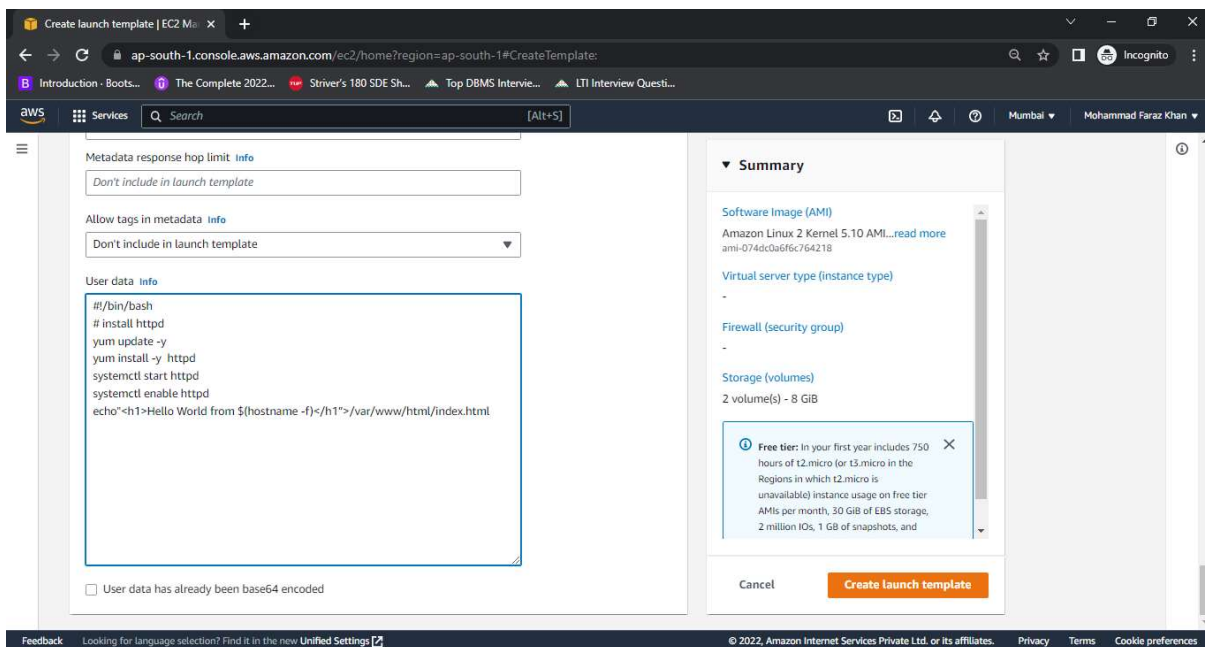 Create launch template | EC2 Ma
ap-south-1.console.aws.amazon.com/ec2/home?region=ap-south-1#CreateTemplate:
Incognito
B Introduction - Boots... The Complete 2022... Striver's 180 SDE Sh... Top DBMS Intervie... LTI Interview Questi...
aws Services Search [Alt+S] Mumbai Mohammad Faraz Khan
Metadata response hop limit Info
Don't include in launch template
Allow tags in metadata Info
Don't include in launch template
User data Info
#!/bin/bash
# install httpd
yum update -y
yum install -y  httpd
systemctl start httpd
systemctl enable httpd
echo"<h1>Hello World from $(hostname -f)</h1">/var/www/html/index.html
User data has already been base64 encoded
Summary
Software Image (AMI)
Amazon Linux 2 Kernel 5.10 AMI...read more
ami-074dc0a6f6c764218
Virtual server type (instance type)
-
Firewall (security group)
-
Storage (volumes)
2 volume(s) - 8 GiB
Free tier: In your first year includes 750
hours of t2.micro (or t3.micro in the
Regions in which t2.micro is
unavailable) instance usage on free tier
AMIs per month, 30 GiB of EBS storage,
2 million IOs, 1 GB of snapshots, and
Cancel Create launch template
Feedback Looking for language selection? Find it in the new Unified Settings © 2022, Amazon Internet Services Private Ltd. or its affiliates. Privacy Terms Cookie preferences